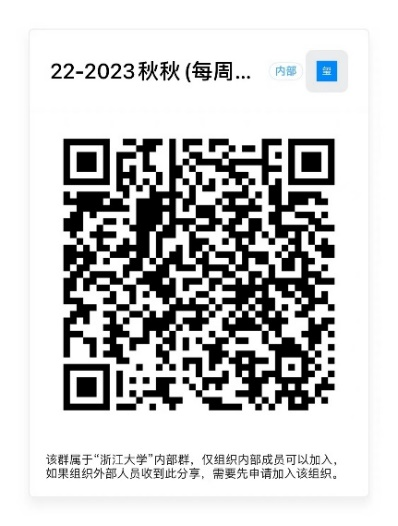 22-2023秋秋 (每周... 内部 玺
该群属于“浙江大学”内部群，仅组织内部成员可以加入，
如果组织外部人员收到此分享，需要先申请加入该组织。